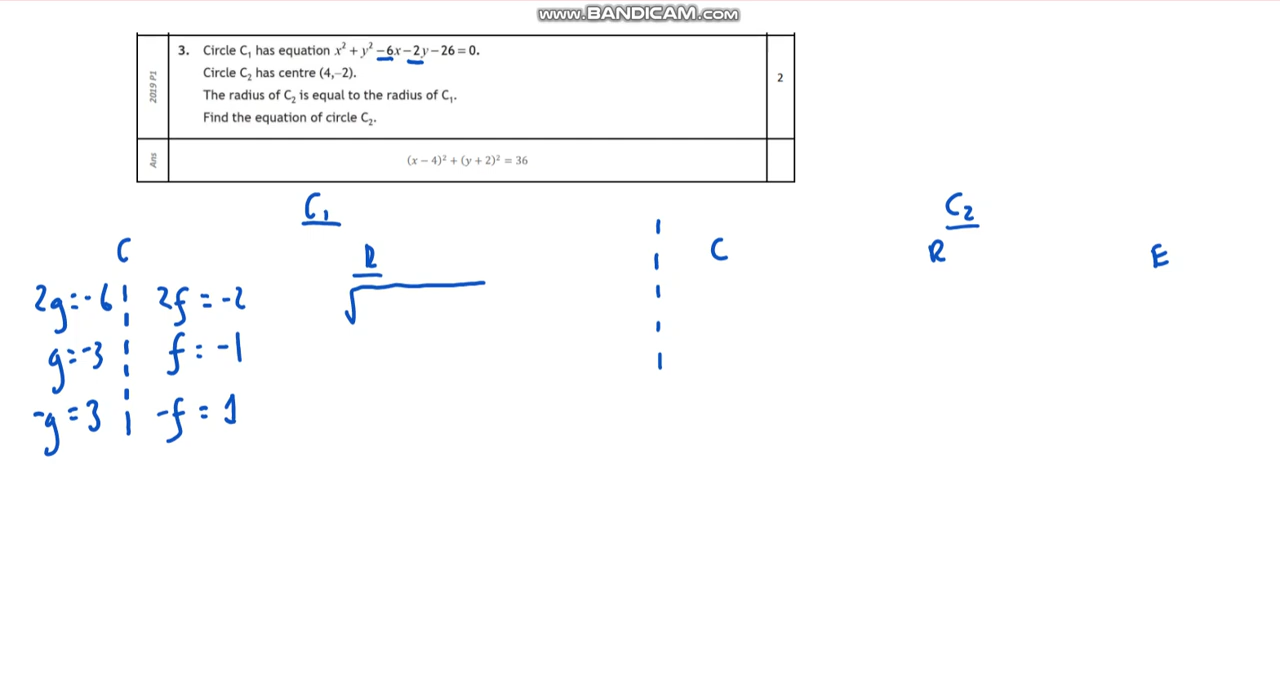 www.BANDICAM.com
2019 P1
3. Circle C₁ has equation x² + y² −6x−2y−26=0.
Circle C₂ has centre (4,−2).
The radius of C₂ is equal to the radius of C₁.
Find the equation of circle C₂.
2
Ans
(x − 4)² + (y + 2)² = 36
C₁
C₂
C R
C R E
2g=-6 2f=-2
√
g=-3 f=-1
-g=3 -f=1